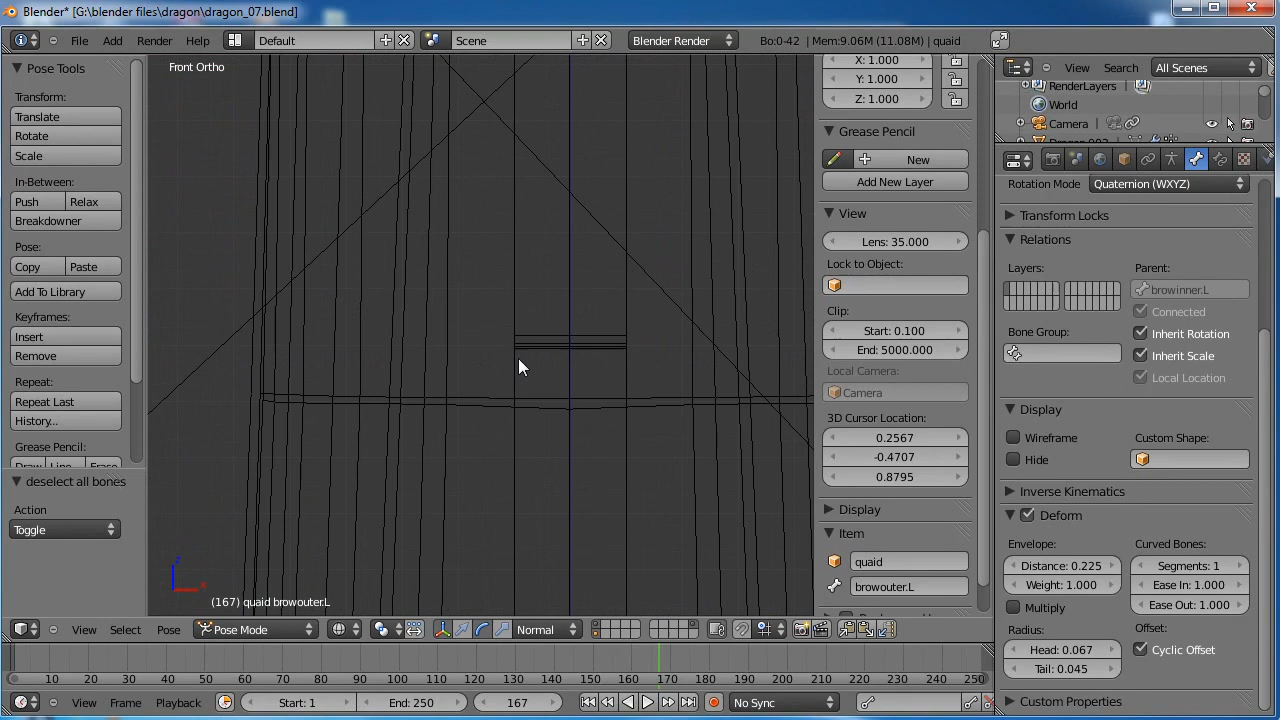 Blender* [G:\blender files\dragon\dragon_07.blend]
File Add Render Help Default Scene Blender Render Bo:0-42 | Mem:9.06M (11.08M) | quaid
Pose Tools
Transform:
Translate
Rotate
Scale
In-Between:
Push Relax
Breakdowner
Pose:
Copy Paste
Add To Library
Keyframes:
Insert
Remove
Repeat:
Repeat Last
History...
Grease Pencil:
Draw Line Erase
deselect all bones
Action
Toggle
Front Ortho
z
x
(167) quaid browouter.L
X: 1.000
Y: 1.000
Z: 1.000
Grease Pencil
New
Add New Layer
View
Lens: 35.000
Lock to Object:
Clip:
Start: 0.100
End: 5000.000
Local Camera:
Camera
3D Cursor Location:
0.2567
-0.4707
0.8795
Display
Item
quaid
browouter.L
View Search All Scenes
RenderLayers
World
Camera
Rotation Mode Quaternion (WXYZ)
Transform Locks
Relations
Layers: Parent:
browinner.L
Connected
Bone Group: Inherit Rotation
Inherit Scale
Local Location
Display
Wireframe Custom Shape:
Hide
Inverse Kinematics
Deform
Envelope: Curved Bones:
Distance: 0.225 Segments: 1
Weight: 1.000 Ease In: 1.000
Multiply Ease Out: 1.000
Radius: Offset:
Head: 0.067 Cyclic Offset
Tail: 0.045
Custom Properties
View Select Pose Pose Mode Normal
10 20 30 40 50 60 70 80 90 100 110 120 130 140 150 160 170 180 190 200 210 220 230 240 250
View Frame Playback Start: 1 End: 250 167 No Sync